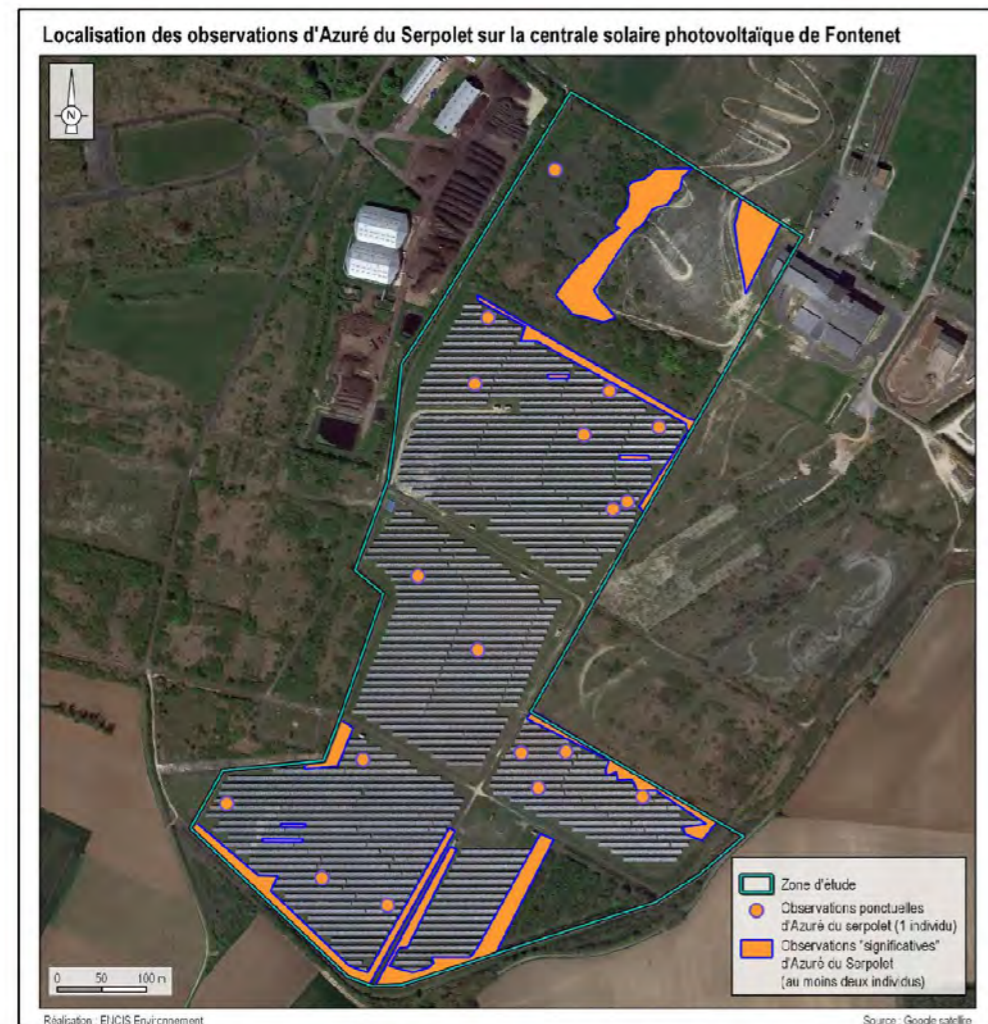 Localisation des observations d'Azuré du Serpolet sur la centrale solaire photovoltaïque de Fontenet
N
Zone d'étude
Observations ponctuelles
d'Azuré du serpolet (1 individu)
Observations "significatives"
d'Azuré du Serpolet
(au moins deux individus)
0 50 100 m
Réalisation : ENCIS Environnement
Source : Google satellite